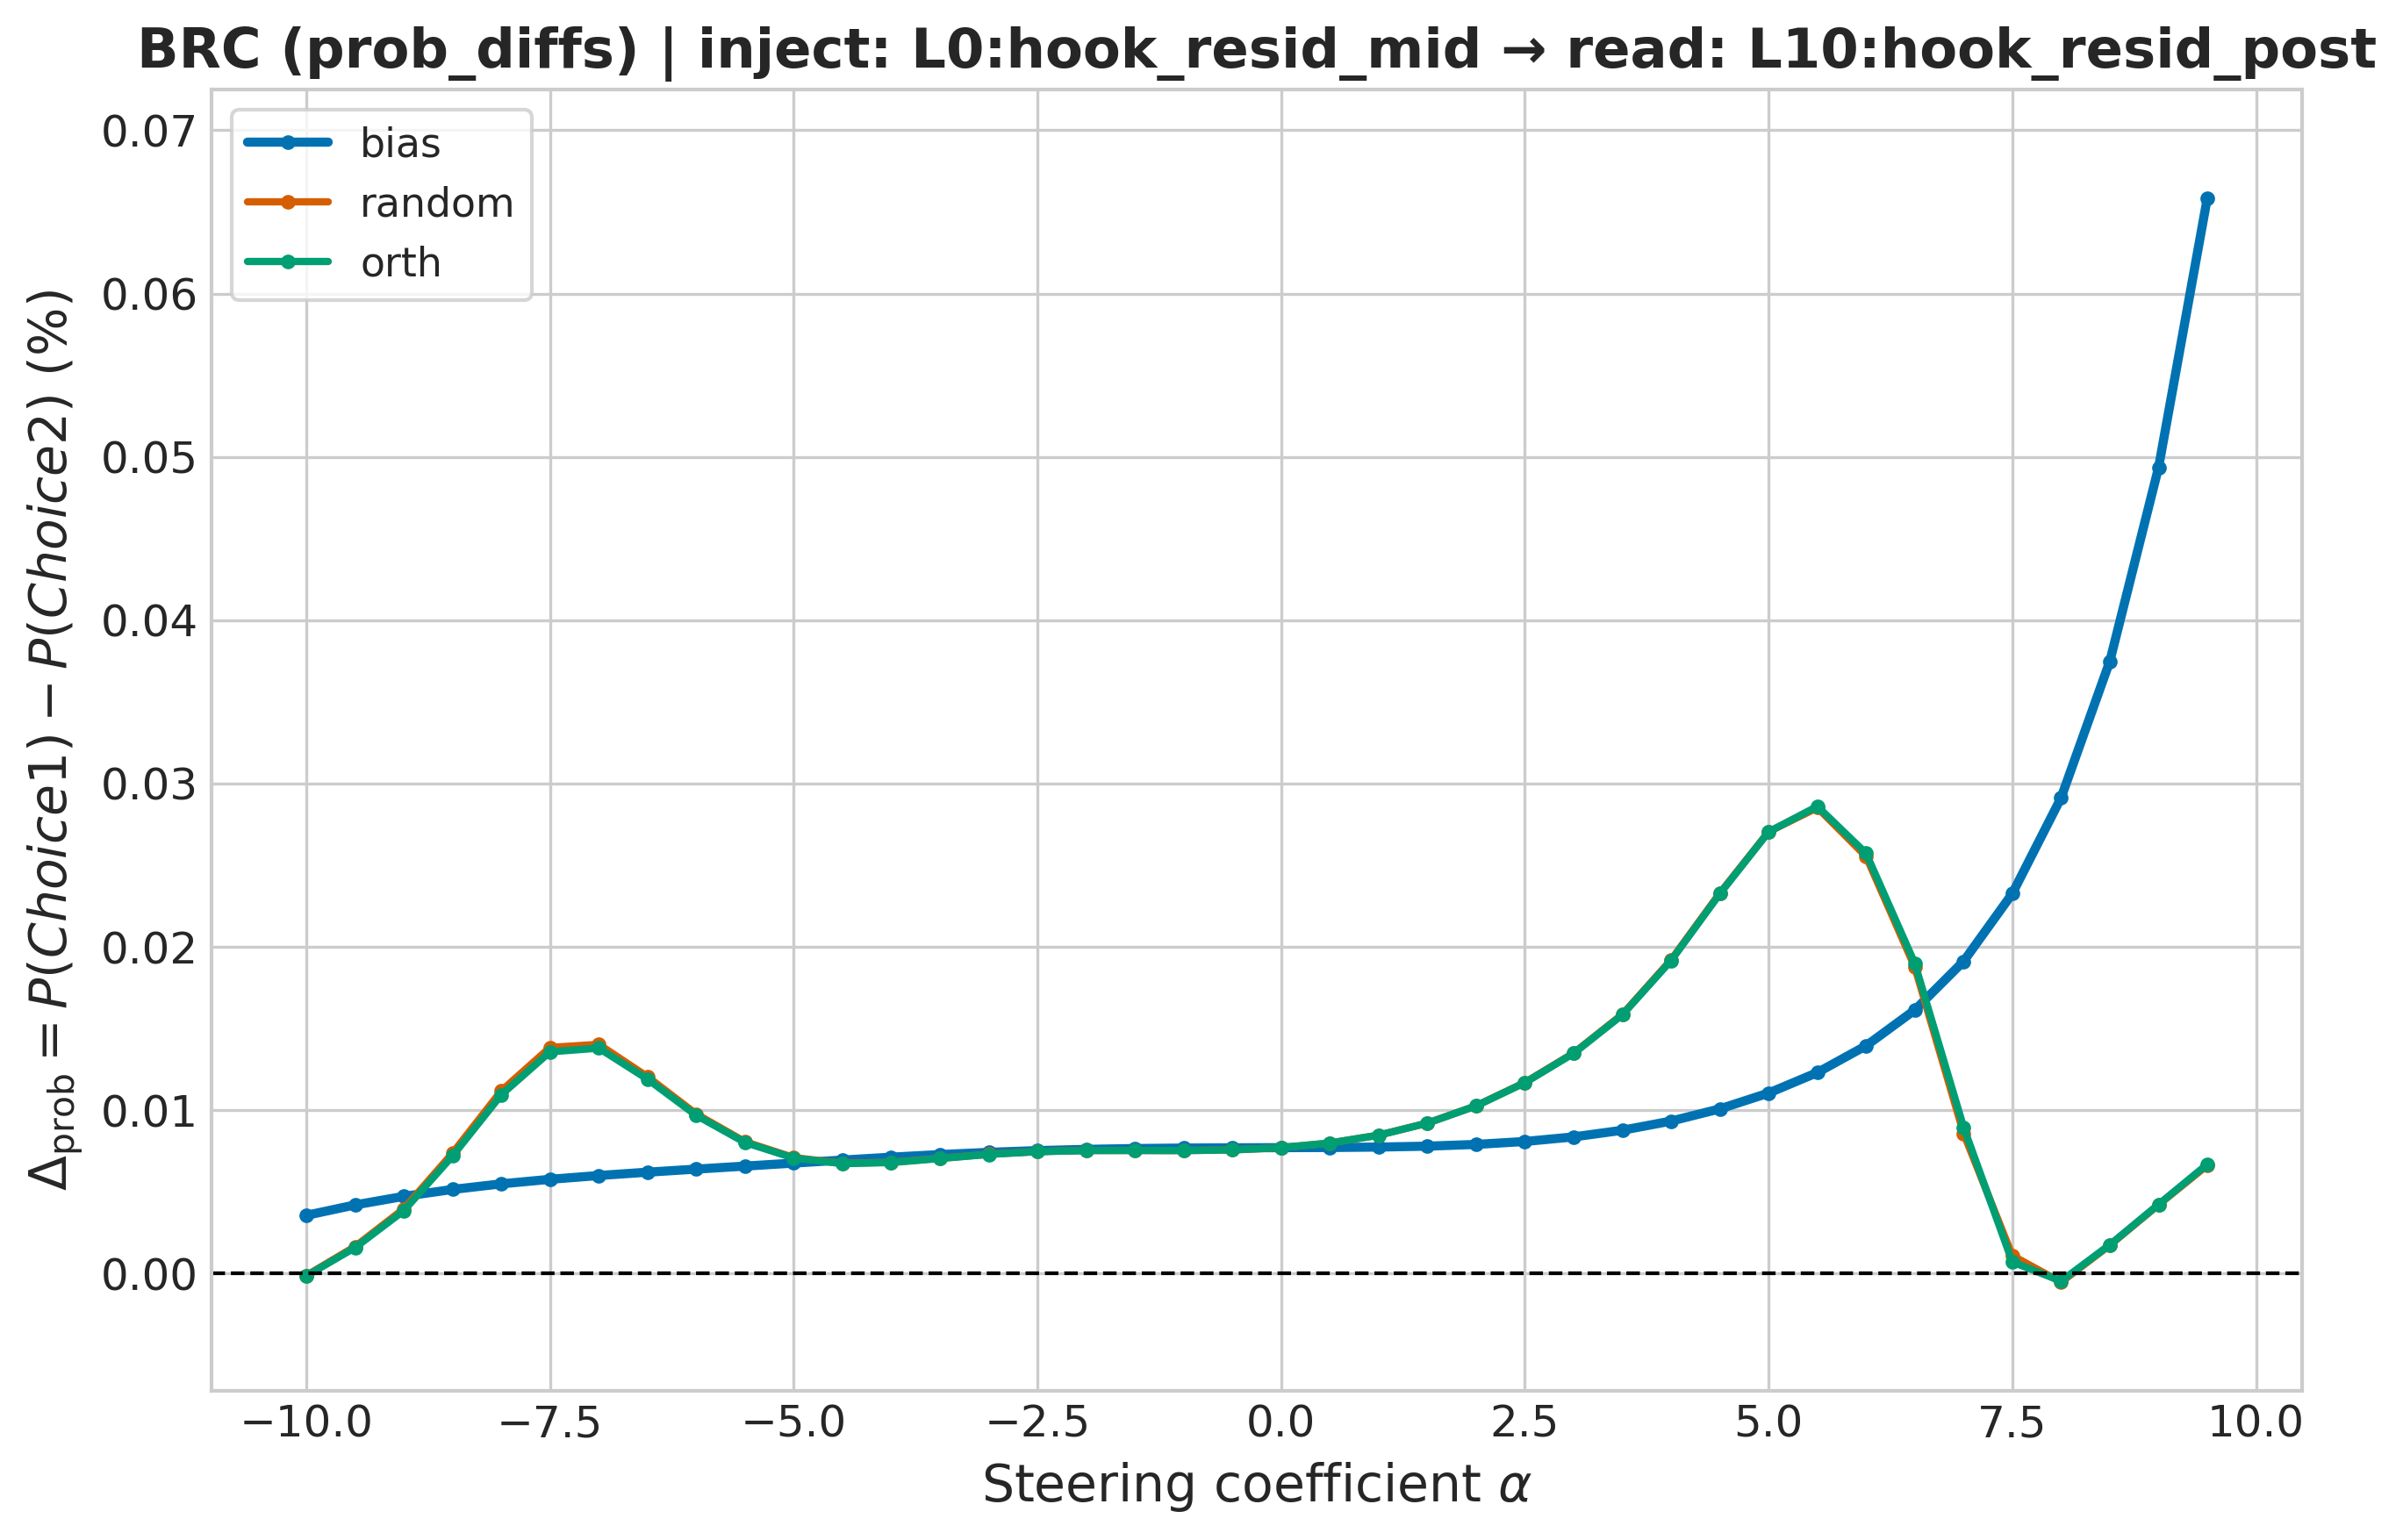 BRC (prob_diffs) | inject: L0:hook_resid_mid → read: L10:hook_resid_post
bias
random
orth
Δprob = P(Choice1) − P(Choice2) (%)
0.07
0.06
0.05
0.04
0.03
0.02
0.01
0.00
−10.0 −7.5 −5.0 −2.5 0.0 2.5 5.0 7.5 10.0
Steering coefficient α